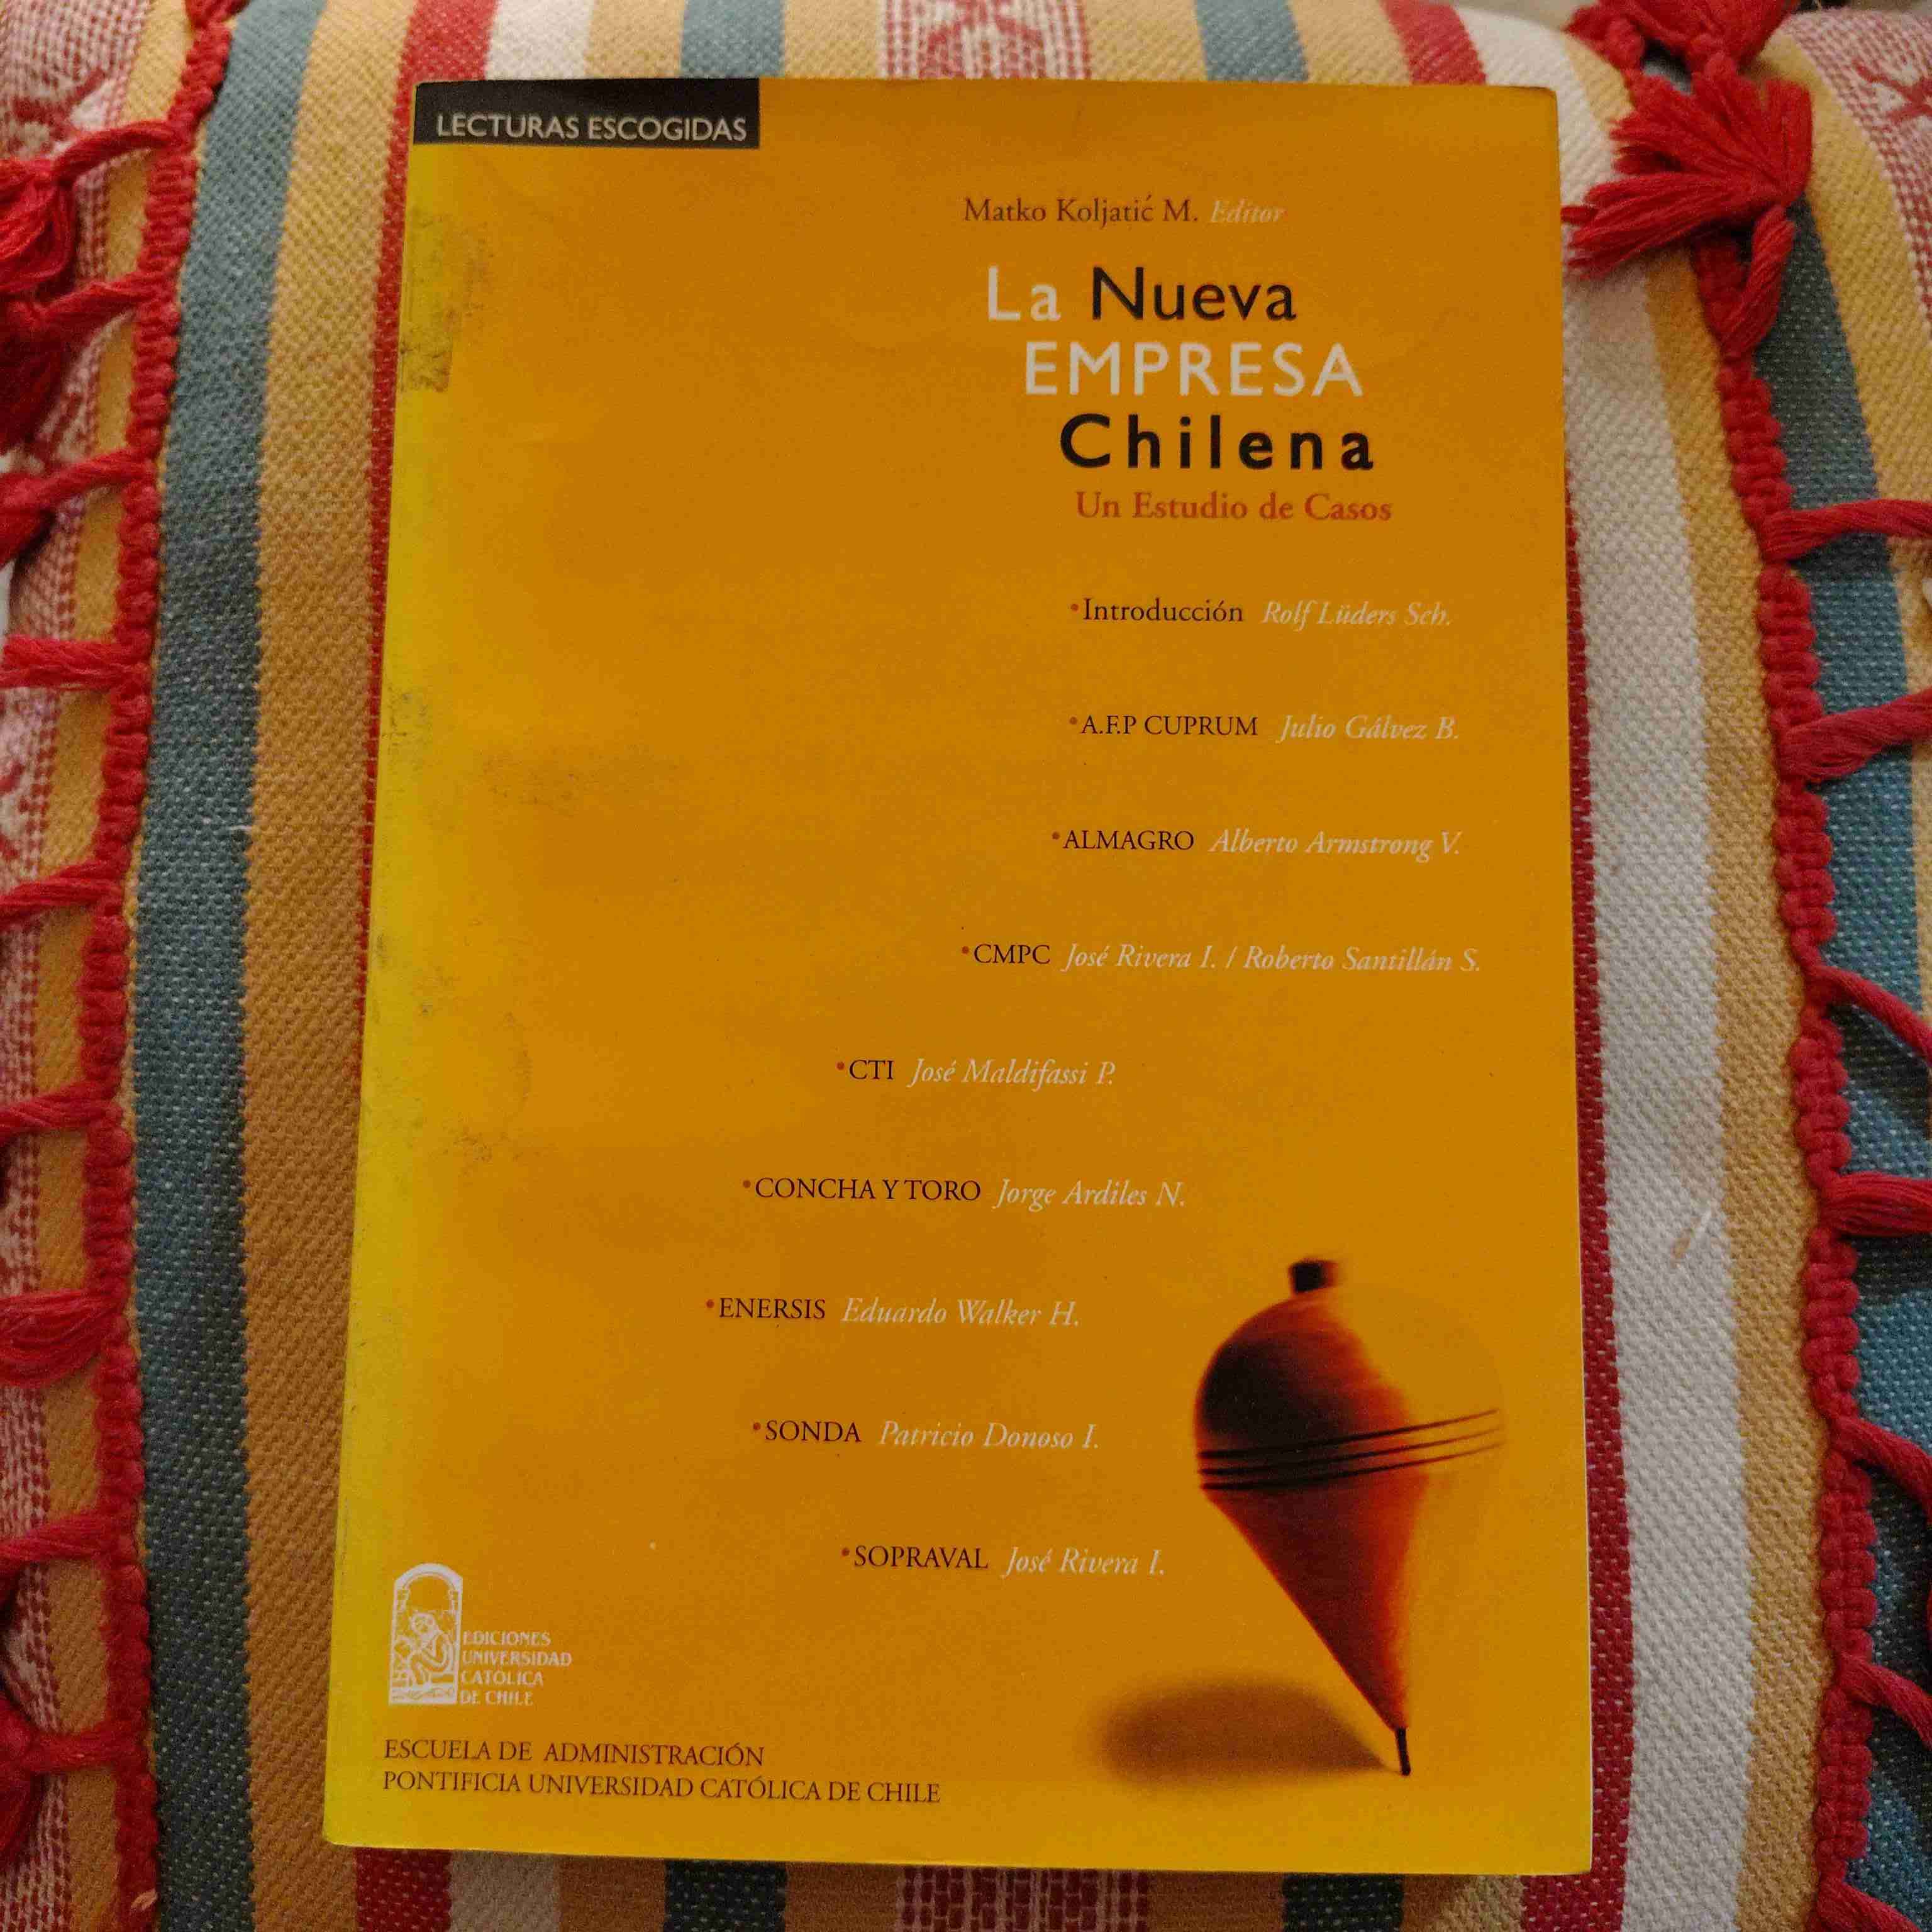 LECTURAS ESCOGIDAS
Matko Koljatić M. Editor
La Nueva
EMPRESA
Chilena
Un Estudio de Casos
•Introducción Rolf Lüders Sch.
•A.F.P CUPRUM Julio Gálvez B.
•ALMAGRO Alberto Armstrong V.
•CMPC José Rivera I. / Roberto Santillán S.
•CTI José Maldifassi P.
•CONCHA Y TORO Jorge Ardiles N.
•ENERSIS Eduardo Walker H.
•SONDA Patricio Donoso I.
•SOPRAVAL José Rivera I.
EDICIONES
UNIVERSIDAD
CATOLICA
DE CHILE
ESCUELA DE ADMINISTRACIÓN
PONTIFICIA UNIVERSIDAD CATÓLICA DE CHILE